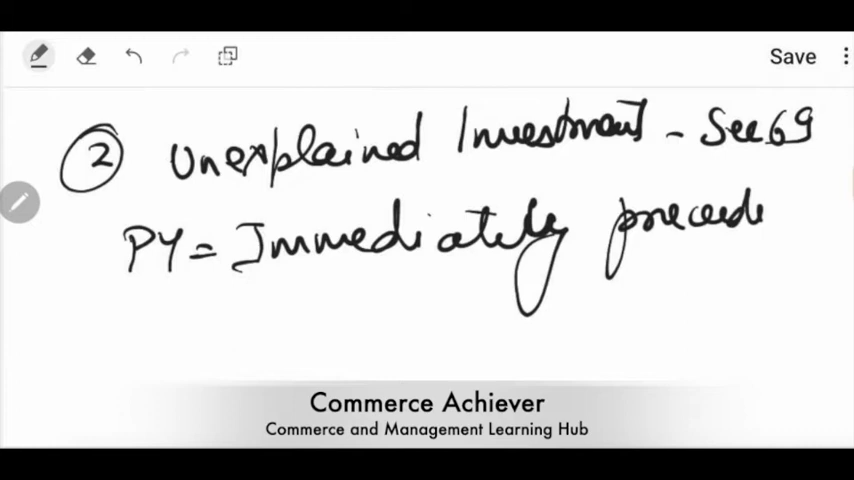 Save
② Unexplained Investment - Sec 69
PY = Immediately precede
Commerce Achiever
Commerce and Management Learning Hub